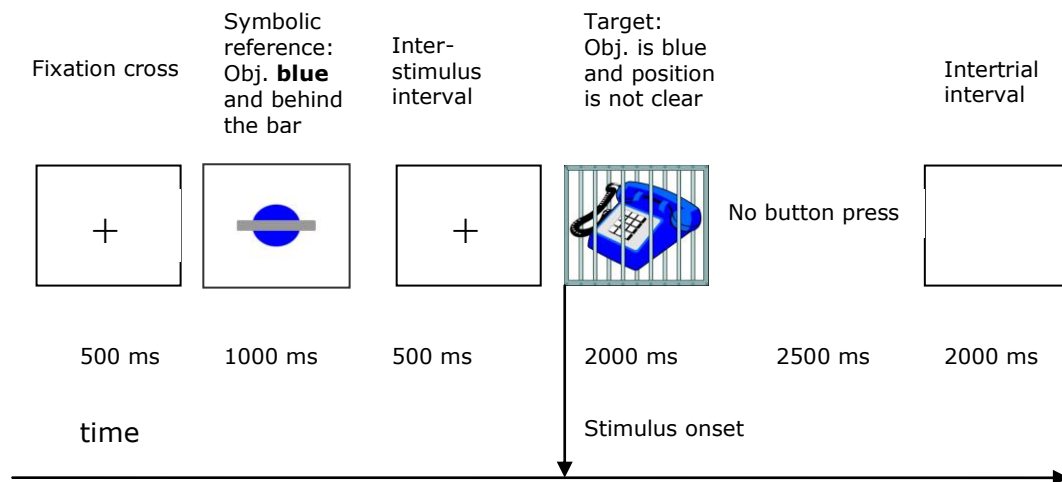 Fixation cross
Symbolic
reference:
Obj. blue
and behind
the bar
Inter-
stimulus
interval
Target:
Obj. is blue
and position
is not clear
Intertrial
interval
No button press
500 ms
1000 ms
500 ms
2000 ms
2500 ms
2000 ms
time
Stimulus onset